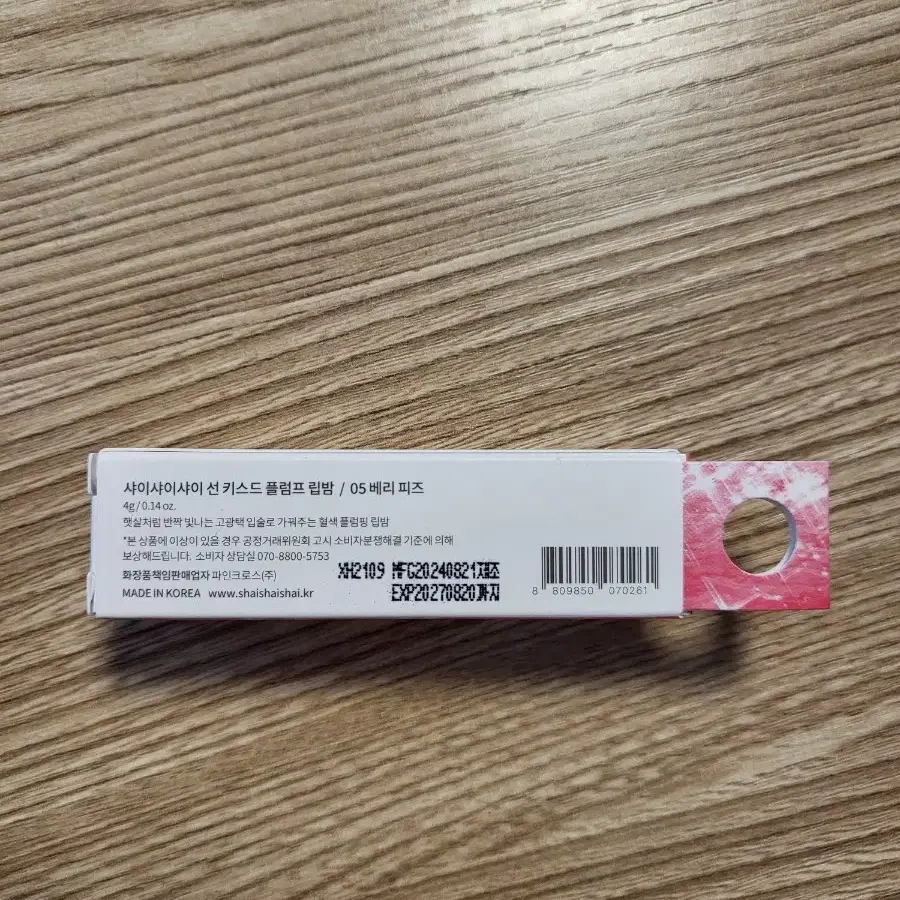 샤이샤이샤이 선 키스드 플럼프 립밤 / 05 베리 피즈
4g / 0.14 oz.
햇살처럼 반짝 빛나는 고광택 입술로 가꿔주는 혈색 플럼핑 립밤
*본 상품에 이상이 있을 경우 공정거래위원회 고시 소비자분쟁해결 기준에 의해
보상해드립니다. 소비자 상담실 070-8800-5753
화장품책임판매업자 파인크로스(주)
MADE IN KOREA www.shaishaishai.kr
XH2109 MFG20240821제조
EXP20270820까지
8 809850 070261